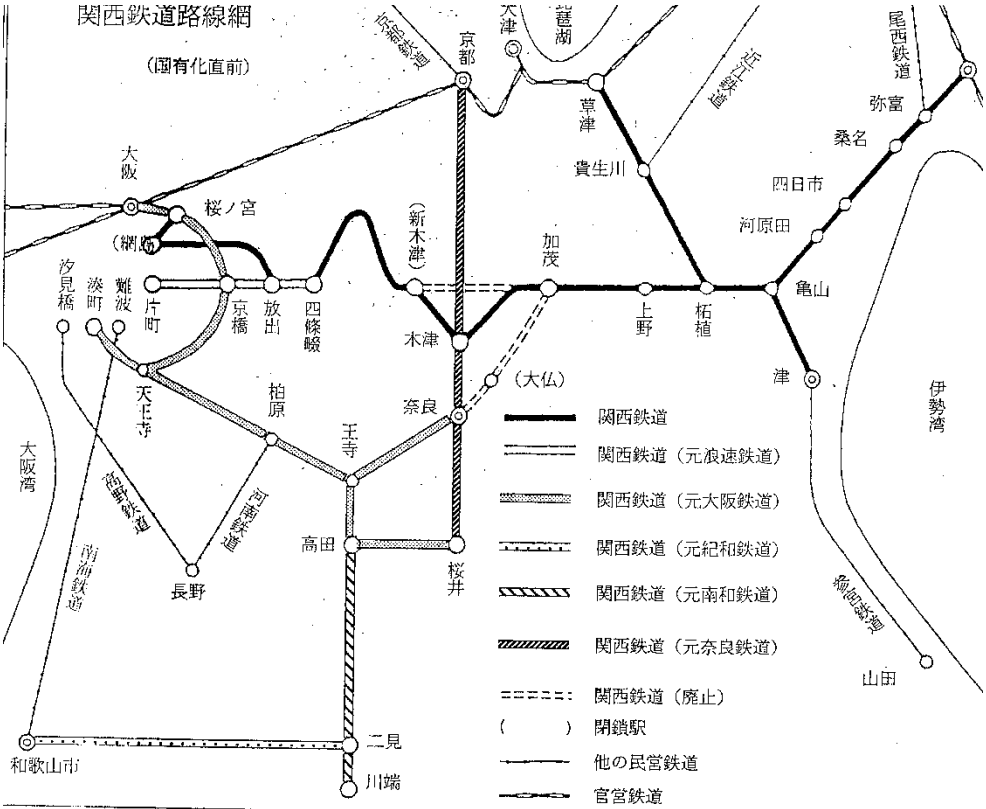 関西鉄道路線網
(国有化直前)
京都鉄道
京都
大津
琵琶湖
草津
近江鉄道
尾西鉄道
弥富
桑名
四日市
河原田
貴生川
大阪
桜ノ宮
(網島)
汐見橋
湊町
難波
片町
京橋
放出
四條畷
(新木津)
加茂
上野
柘植
亀山
木津
津
(大仏)
奈良
天王寺
柏原
王寺
伊勢湾
大阪湾
高野鉄道
河南鉄道
南海鉄道
長野
高田
桜井
参宮鉄道
山田
二見
川端
和歌山市
関西鉄道
関西鉄道(元浪速鉄道)
関西鉄道(元大阪鉄道)
関西鉄道(元紀和鉄道)
関西鉄道(元南和鉄道)
関西鉄道(元奈良鉄道)
関西鉄道(廃止)
( ) 閉鎖駅
他の民営鉄道
官営鉄道